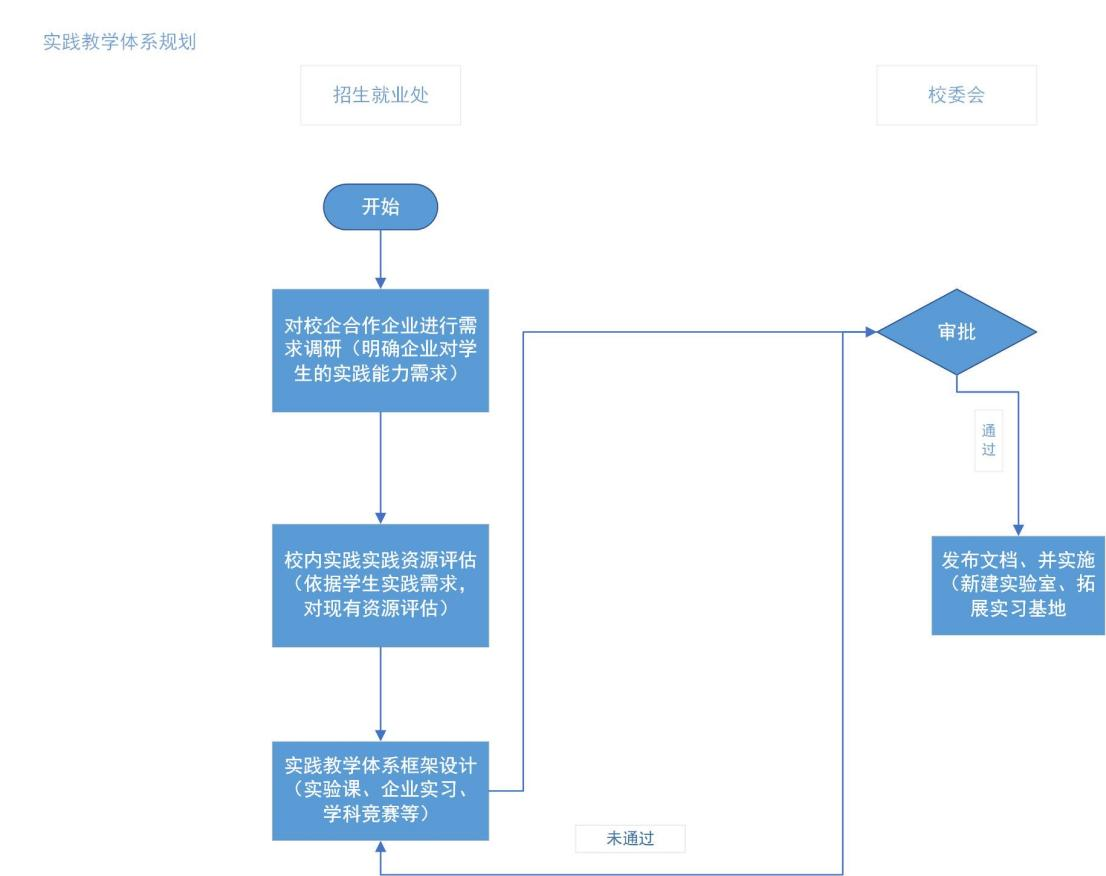 实践教学体系规划
招生就业处
校委会
开始
对校企合作企业进行需
求调研（明确企业对学
生的实践能力需求）
审批
通
过
校内实践实践资源评估
（依据学生实践需求，
对现有资源评估）
发布文档、并实施
（新建实验室、拓
展实习基地
实践教学体系框架设计
（实验课、企业实习、
学科竞赛等）
未通过